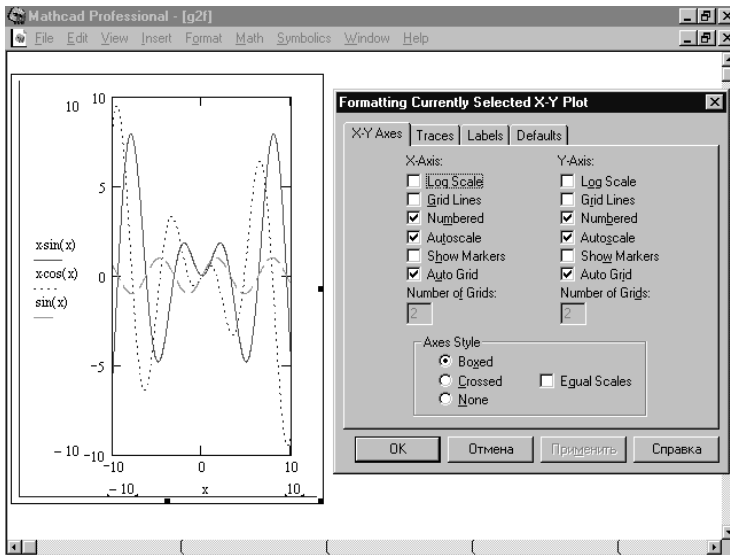 Mathcad Professional - [g2f]
File Edit View Insert Format Math Symbolics Window Help
10
x·sin(x)
x·cos(x)
sin(x)
− 10
10
5
0
−5
−10
−10 0 10
− 10 x 10
Formatting Currently Selected X-Y Plot
X-Y Axes Traces Labels Defaults
X-Axis: Y-Axis:
Log Scale Log Scale
Grid Lines Grid Lines
Numbered Numbered
Autoscale Autoscale
Show Markers Show Markers
Auto Grid Auto Grid
Number of Grids: Number of Grids:
2 2
Axes Style
Boxed
Crossed Equal Scales
None
OK Отмена Применить Справка